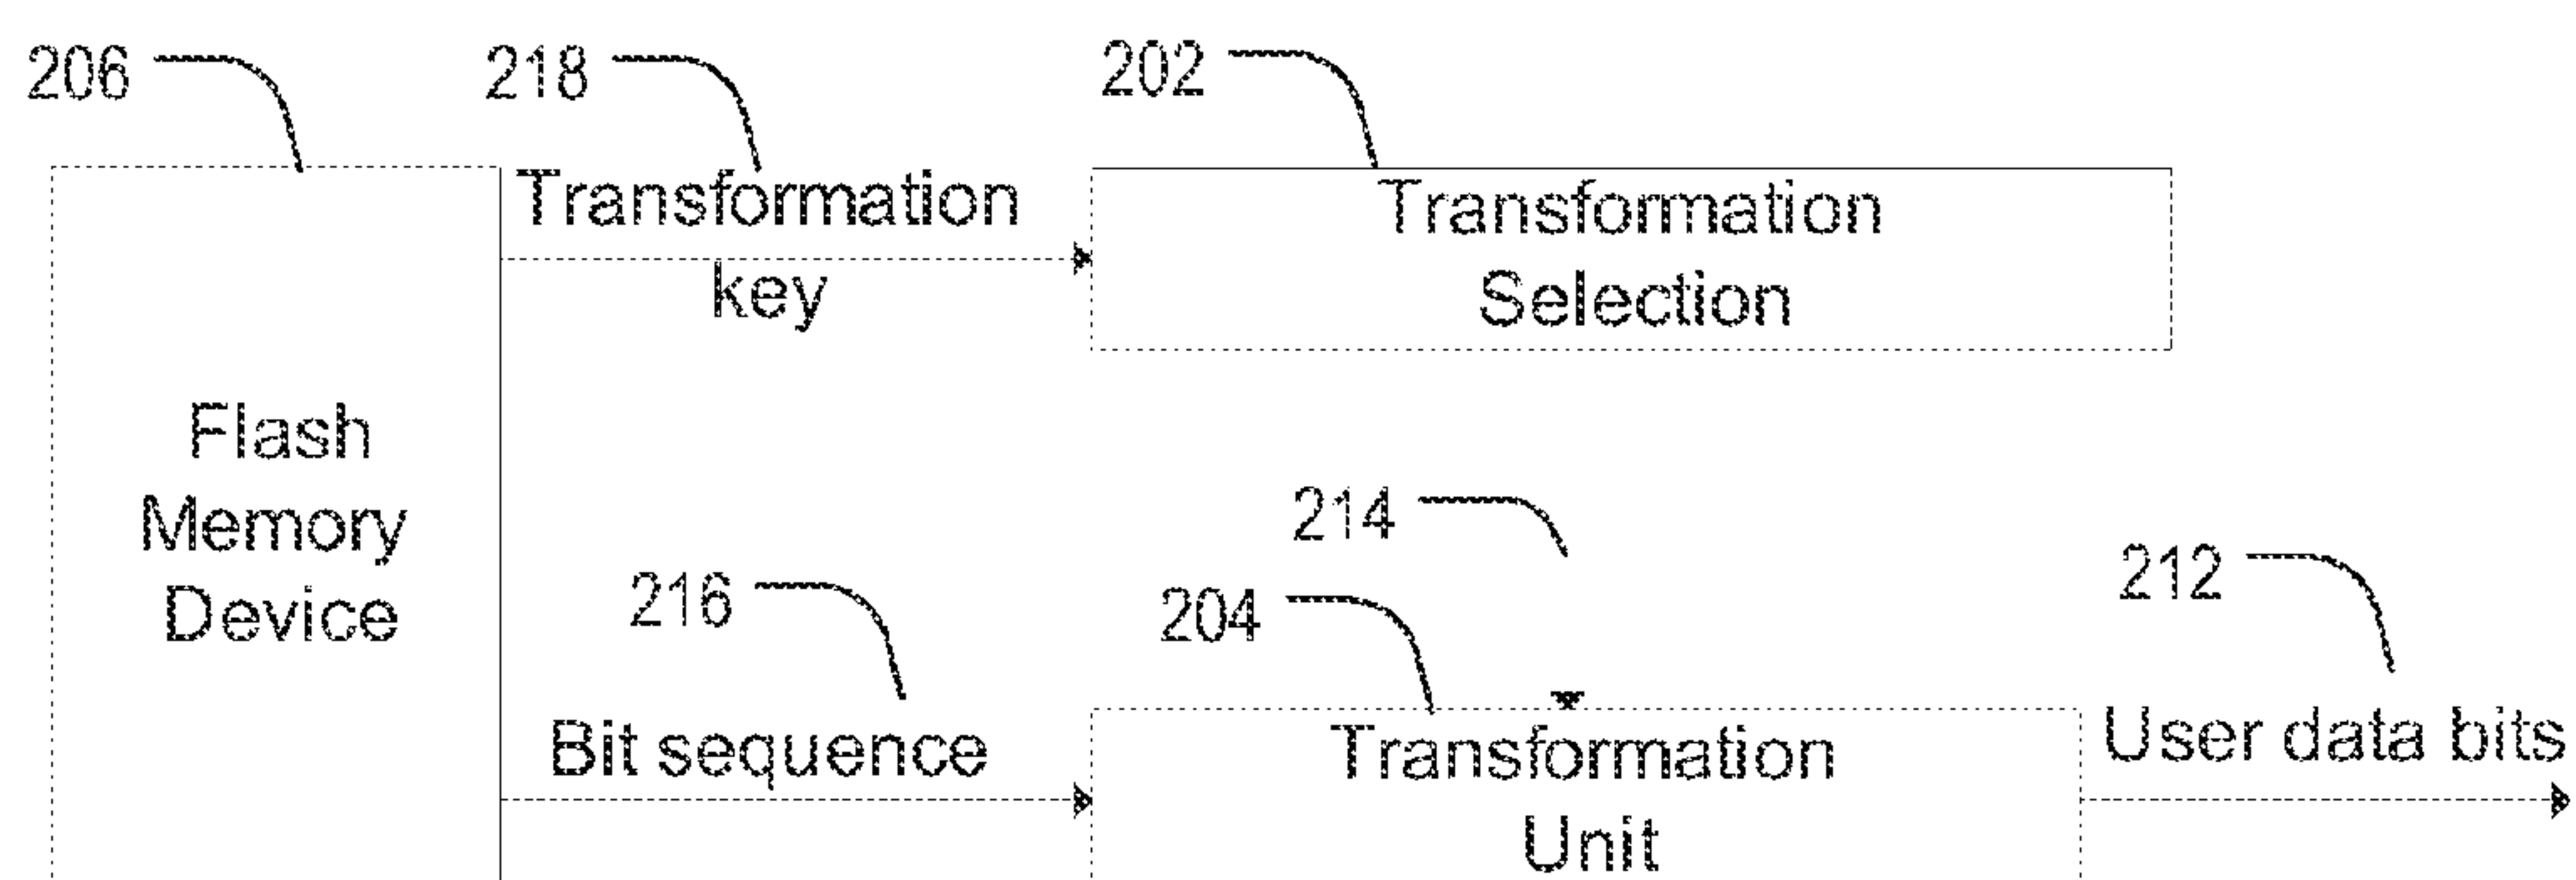 206
218
202
Transformation
key
Transformation
Selection
Flash
Memory
Device
214
216
204
212
Bit sequence
Transformation
Unit
User data bits